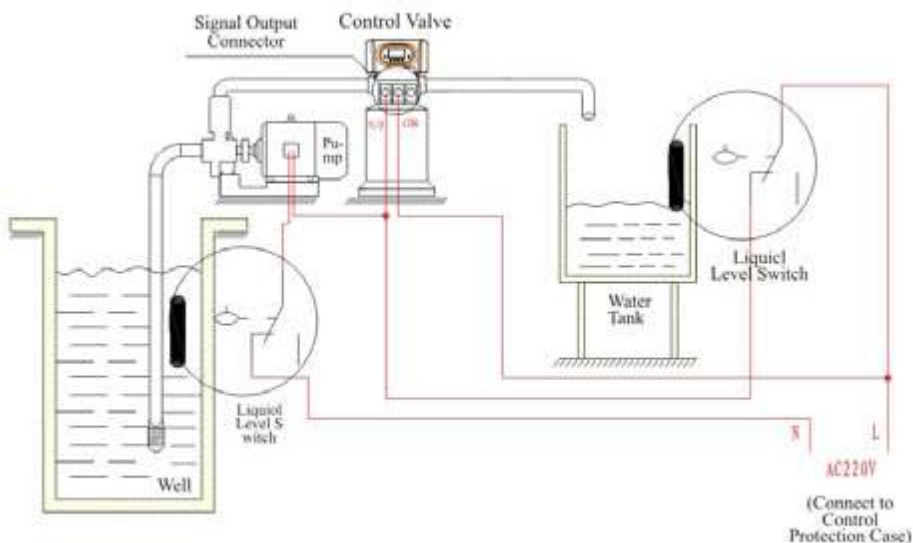 Signal Output
Connector
Control Valve
Pu-
mp
Liquicl
Level Switch
Water
Tank
Liquiol
Level S
witch
Well
N
L
AC220V
(Connect to
Control
Protection Case)